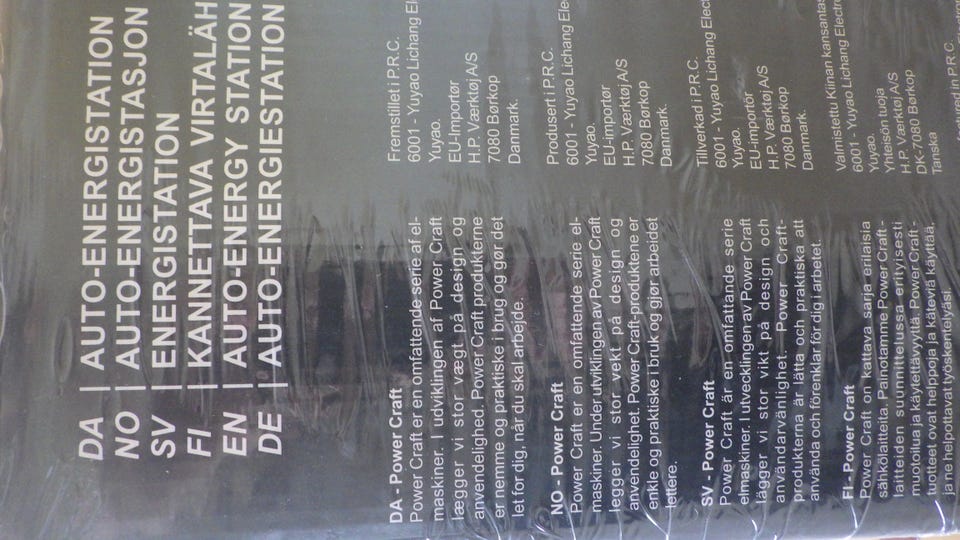 DA | AUTO-ENERGISTATION
NO | AUTO-ENERGISTASJON
SV | ENERGISTATION
FI | KANNETTAVA VIRTALÄH
EN | AUTO-ENERGY STATION
DE | AUTO-ENERGIESTATION
DA - Power Craft
Power Craft er en omfattende serie af el-
maskiner. I udviklingen af Power Craft
lægger vi stor vægt på design og
anvendelighed. Power Craft produkterne
er nemme og praktiske i brug og gør det
let for dig, når du skal arbejde.
Fremstillet i P.R.C.
6001 - Yuyao Lichang Elec
Yuyao.
EU-Importør
H.P. Værktøj A/S
7080 Børkop
Danmark.
NO - Power Craft
Power Craft er en omfattende serie el-
maskiner. Under utviklingen av Power Craft
leggér vi stor vekt på design og
anvendelighet. Power Craft-produktene er
enkle og praktiske i bruk og gjør arbeidet
lettere.
Produsert i P.R.C.
6001 - Yuyao Lichang Elec
Yuyao.
EU-importør
H.P. Værktøj A/S
7080 Børkop
Danmark.
SV - Power Craft
Power Craft är en omfattande serie
elmaskiner. I utvecklingen av Power Craft
lägger vi stor vikt på design och
användarvänlighet. Power Craft-
produkterna är lätta och praktiska att
använda och förenklar för dig i arbetet.
Tillverkad i P.R.C.
6001 - Yuyao Lichang Elect
Yuyao.
EU-importör
H.P. Værktøj A/S
7080 Børkop
Danmark.
FI - Power Craft
Power Craft on kattava sarja erilaisia
sähkölaitteita. Painotamme Power Craft -
laitteiden suunnittelussa erityisesti
muotoilua ja käytettävyyttä. Power Craft -
tuotteet ovat helppoja ja käteviä käyttää,
ja ne helpottavat työskentelyäsi.
Valmistettu Kiinan kansantas
6001 - Yuyao Lichang Electro
Yuyao.
Yhteisön tuoja
H.P. Værktøj A/S
DK-7080 Børkop
Tanska